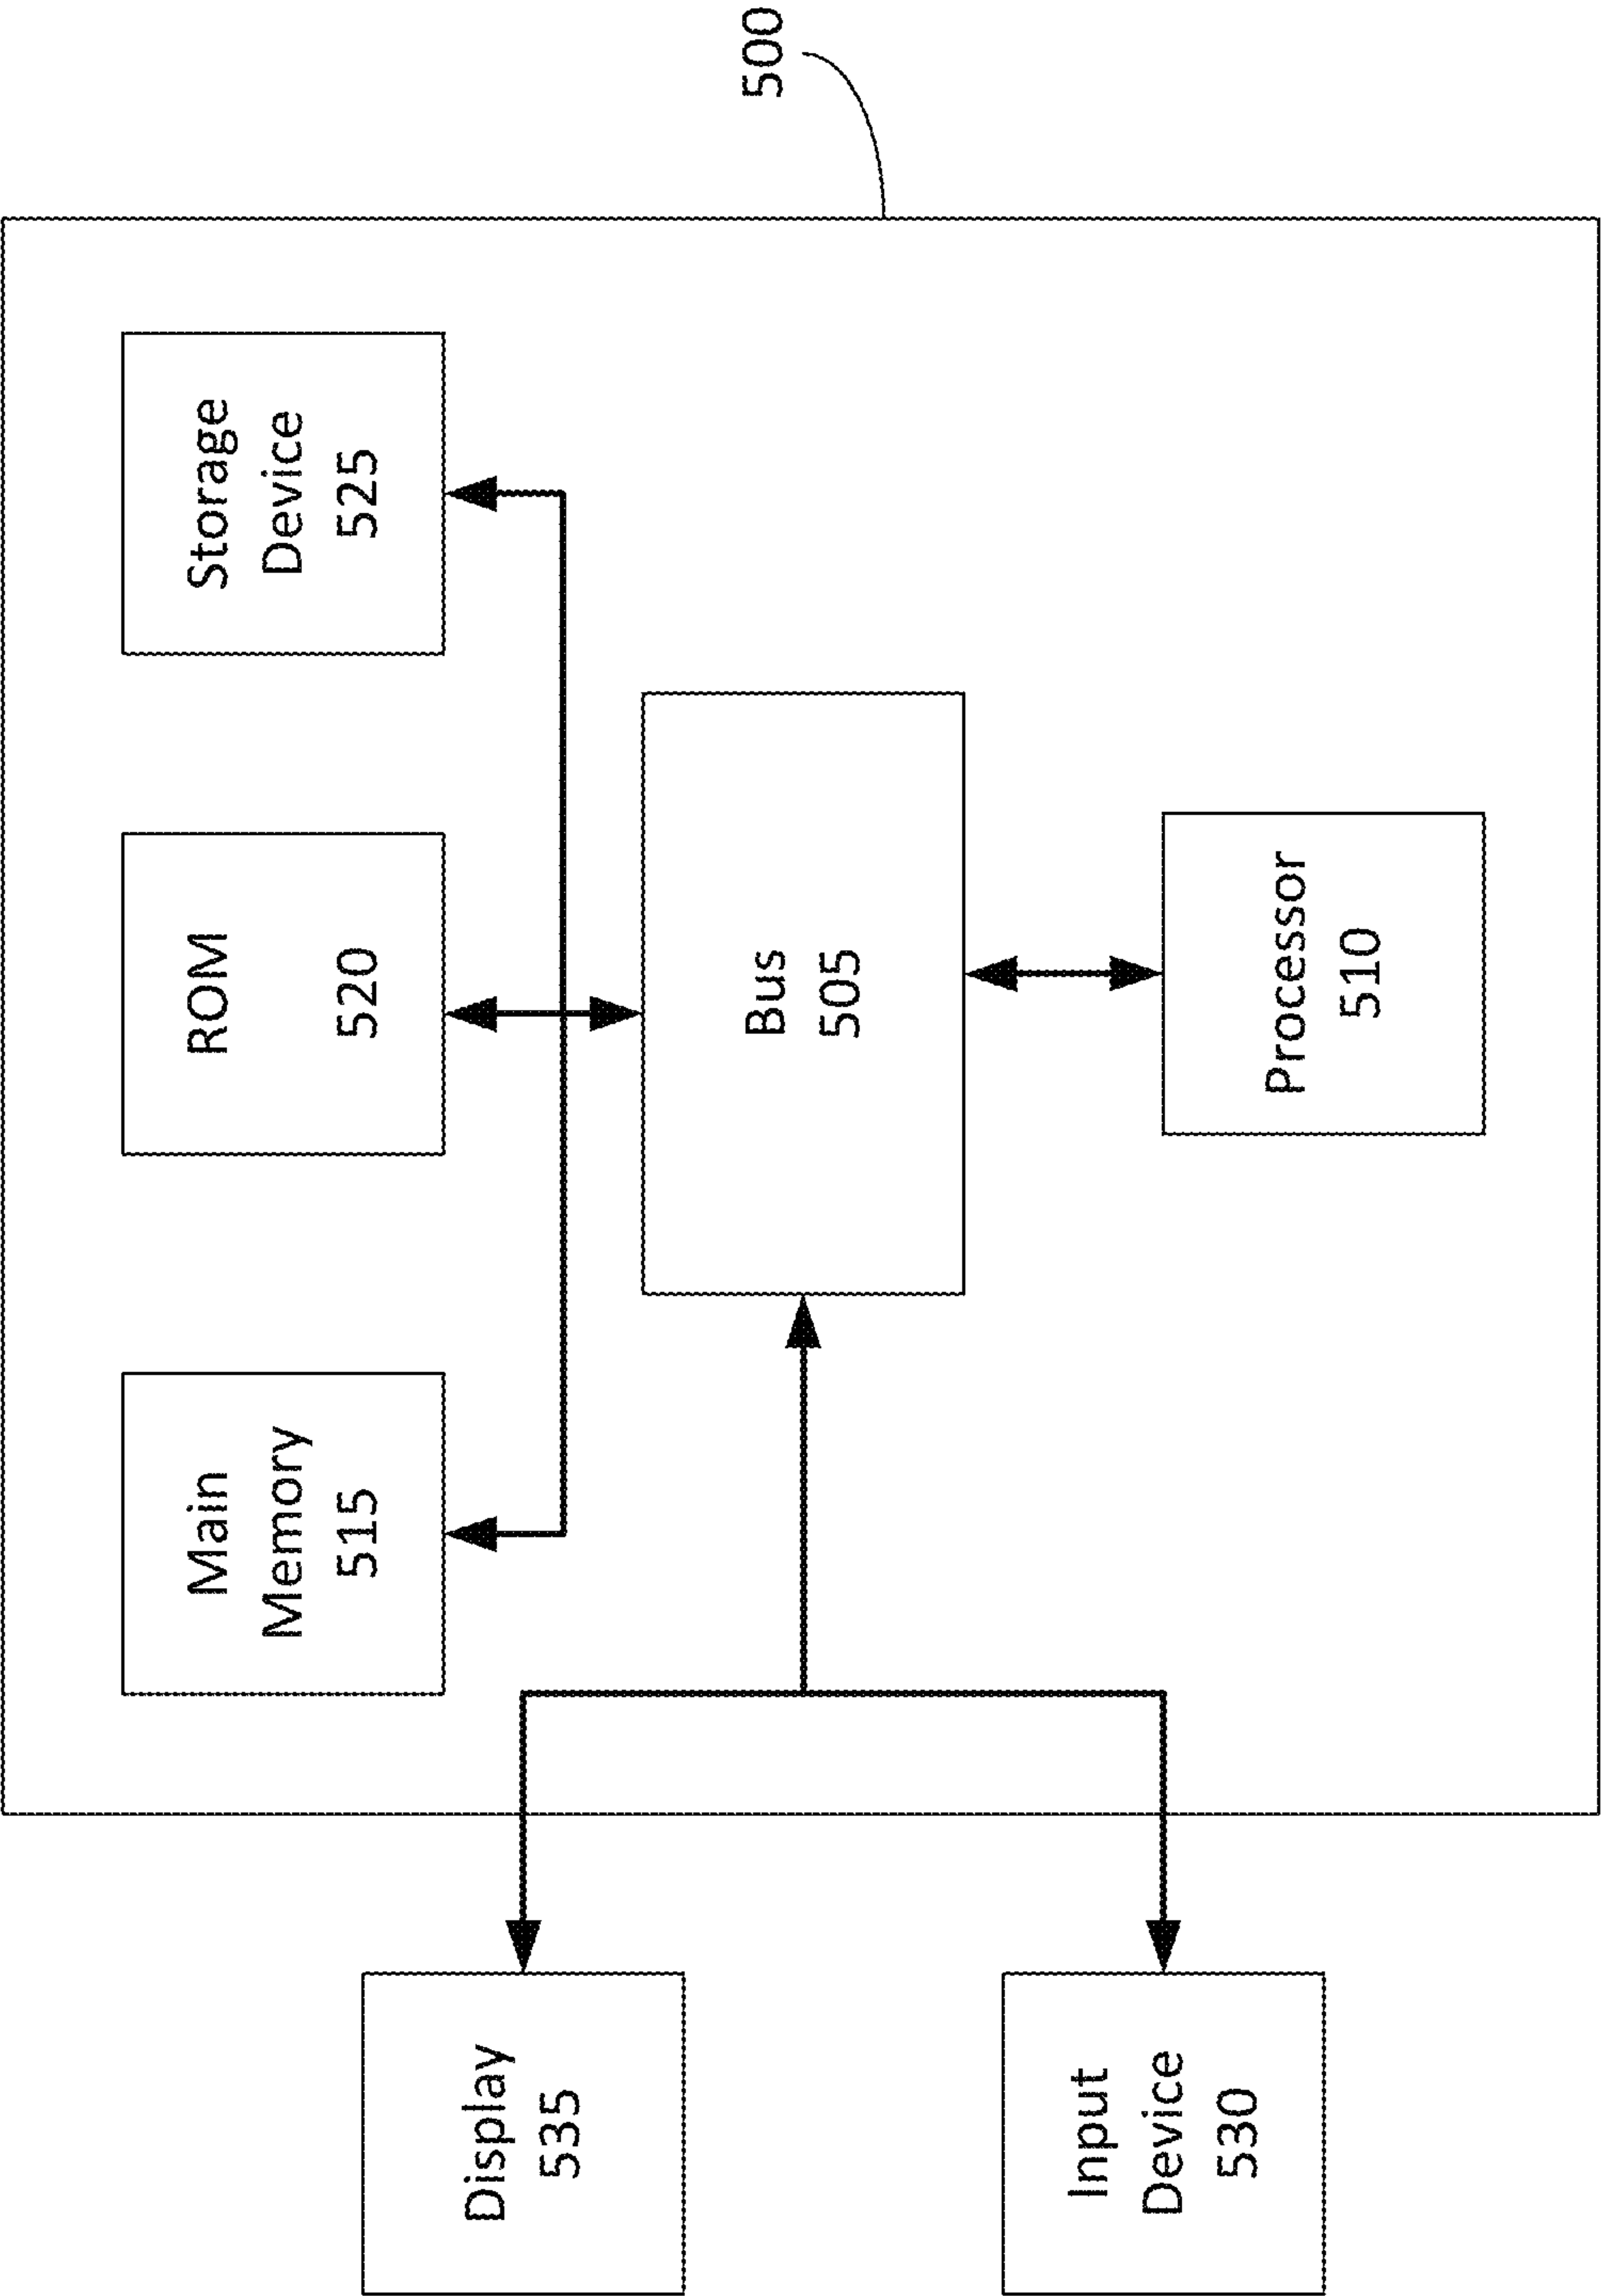 500
Storage
Device
525
ROM
520
Main
Memory
515
Bus
505
Processor
510
Display
535
Input
Device
530